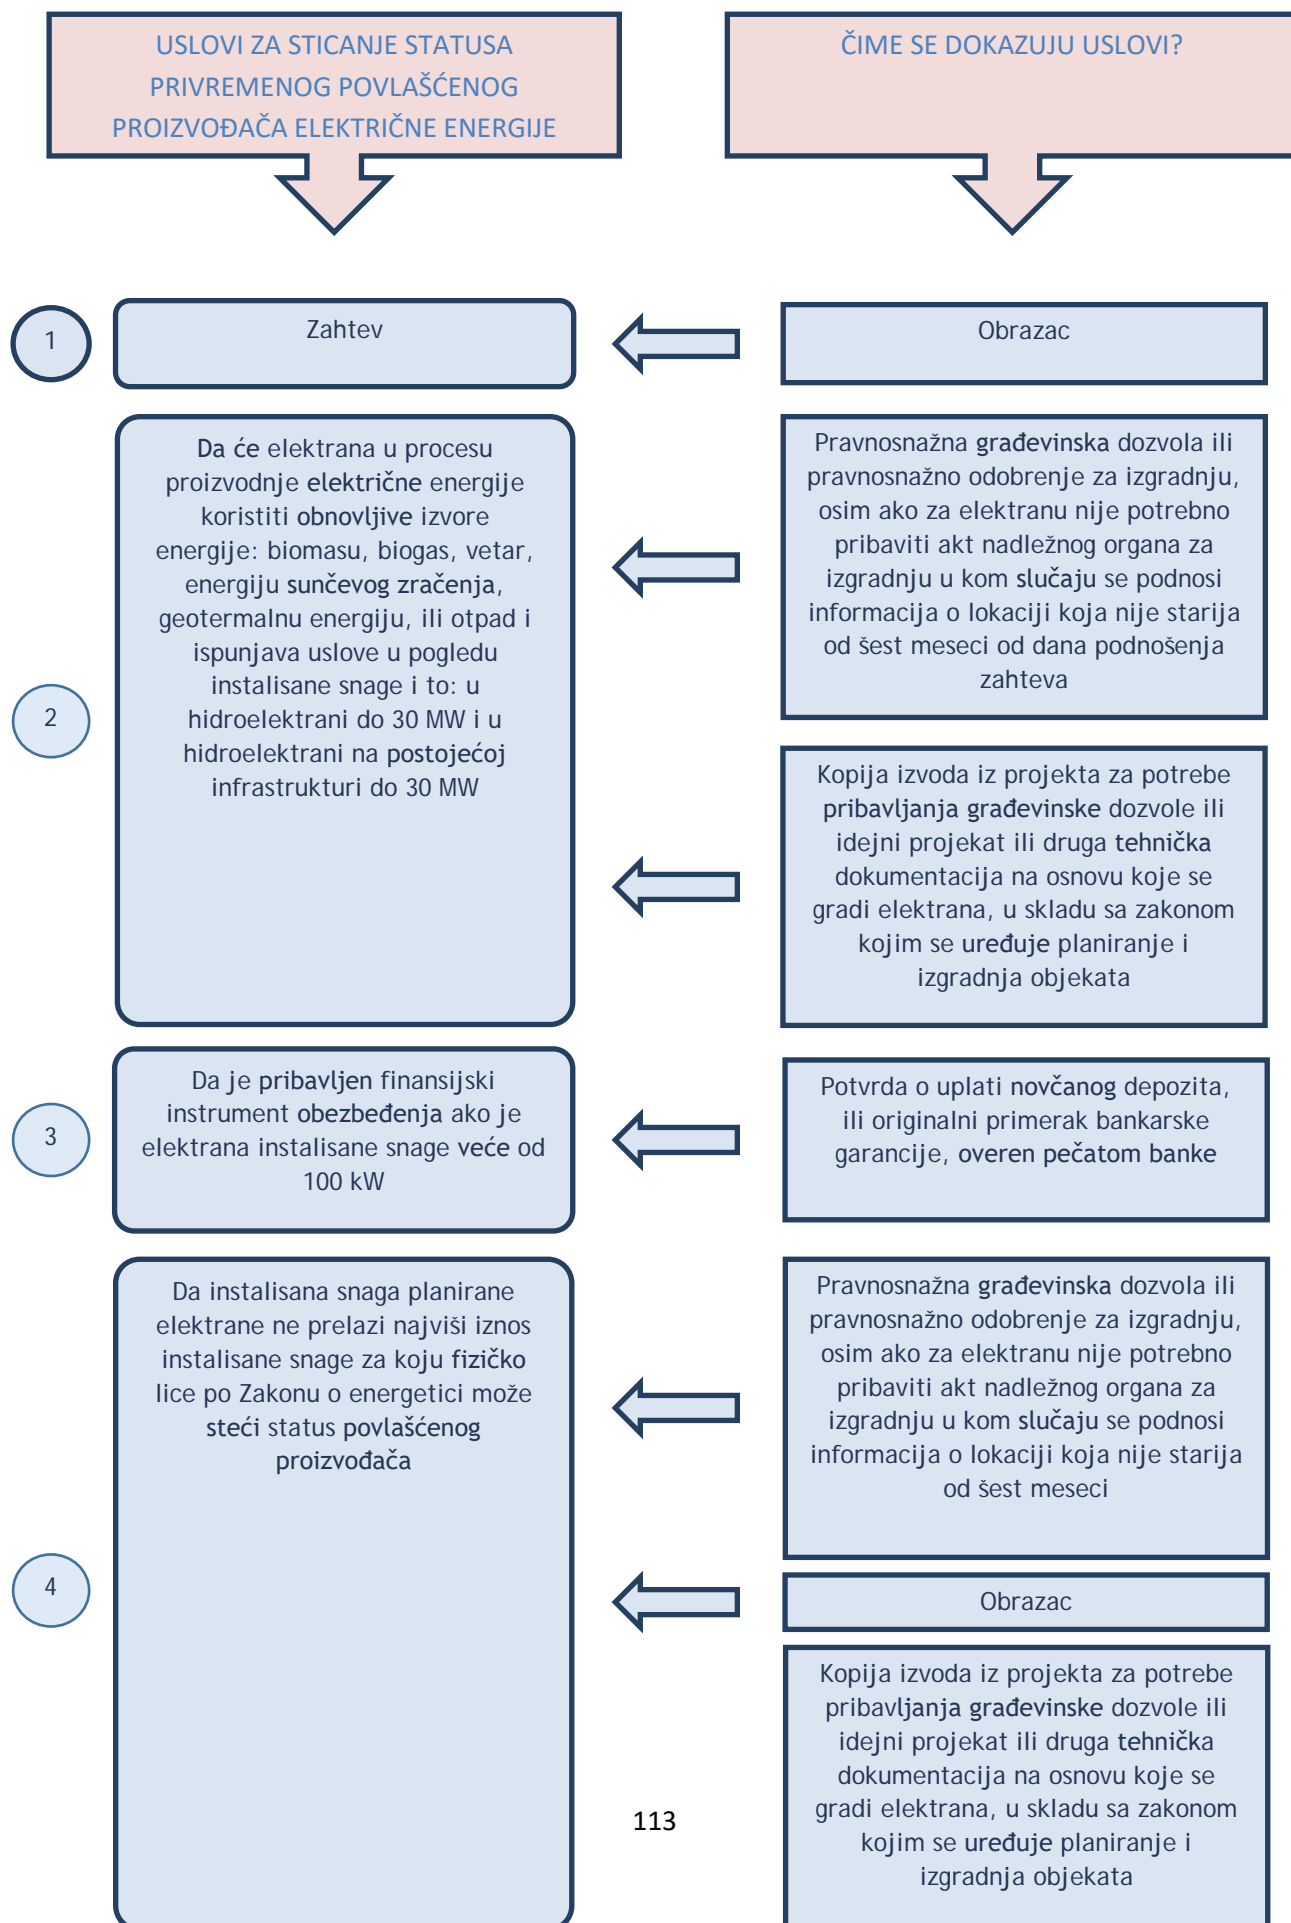 USLOVI ZA STICANJE STATUSA
PRIVREMENOG POVLAŠĆENOG
PROIZVOĐAČA ELEKTRIČNE ENERGIJE
ČIME SE DOKAZUJU USLOVI?
1
Zahtev
Obrazac
2
Da će elektrana u procesu
proizvodnje električne energije
koristiti obnovljive izvore
energije: biomasu, biogas, vetar,
energiju sunčevog zračenja,
geotermalnu energiju, ili otpad i
ispunjava uslove u pogledu
instalisane snage i to: u
hidroelektrani do 30 MW i u
hidroelektrani na postojećoj
infrastrukturi do 30 MW
Pravnosnažna građevinska dozvola ili
pravnosnažno odobrenje za izgradnju,
osim ako za elektranu nije potrebno
pribaviti akt nadležnog organa za
izgradnju u kom slučaju se podnosi
informacija o lokaciji koja nije starija
od šest meseci od dana podnošenja
zahteva
Kopija izvoda iz projekta za potrebe
pribavljanja građevinske dozvole ili
idejni projekat ili druga tehnička
dokumentacija na osnovu koje se
gradi elektrana, u skladu sa zakonom
kojim se uređuje planiranje i
izgradnja objekata
3
Da je pribavljen finansijski
instrument obezbeđenja ako je
elektrana instalisane snage veće od
100 kW
Potvrda o uplati novčanog depozita,
ili originalni primerak bankarske
garancije, overen pečatom banke
4
Da instalisana snaga planirane
elektrane ne prelazi najviši iznos
instalisane snage za koju fizičko
lice po Zakonu o energetici može
steći status povlašćenog
proizvođača
Pravnosnažna građevinska dozvola ili
pravnosnažno odobrenje za izgradnju,
osim ako za elektranu nije potrebno
pribaviti akt nadležnog organa za
izgradnju u kom slučaju se podnosi
informacija o lokaciji koja nije starija
od šest meseci
Obrazac
Kopija izvoda iz projekta za potrebe
pribavljanja građevinske dozvole ili
idejni projekat ili druga tehnička
dokumentacija na osnovu koje se
gradi elektrana, u skladu sa zakonom
kojim se uređuje planiranje i
izgradnja objekata
113